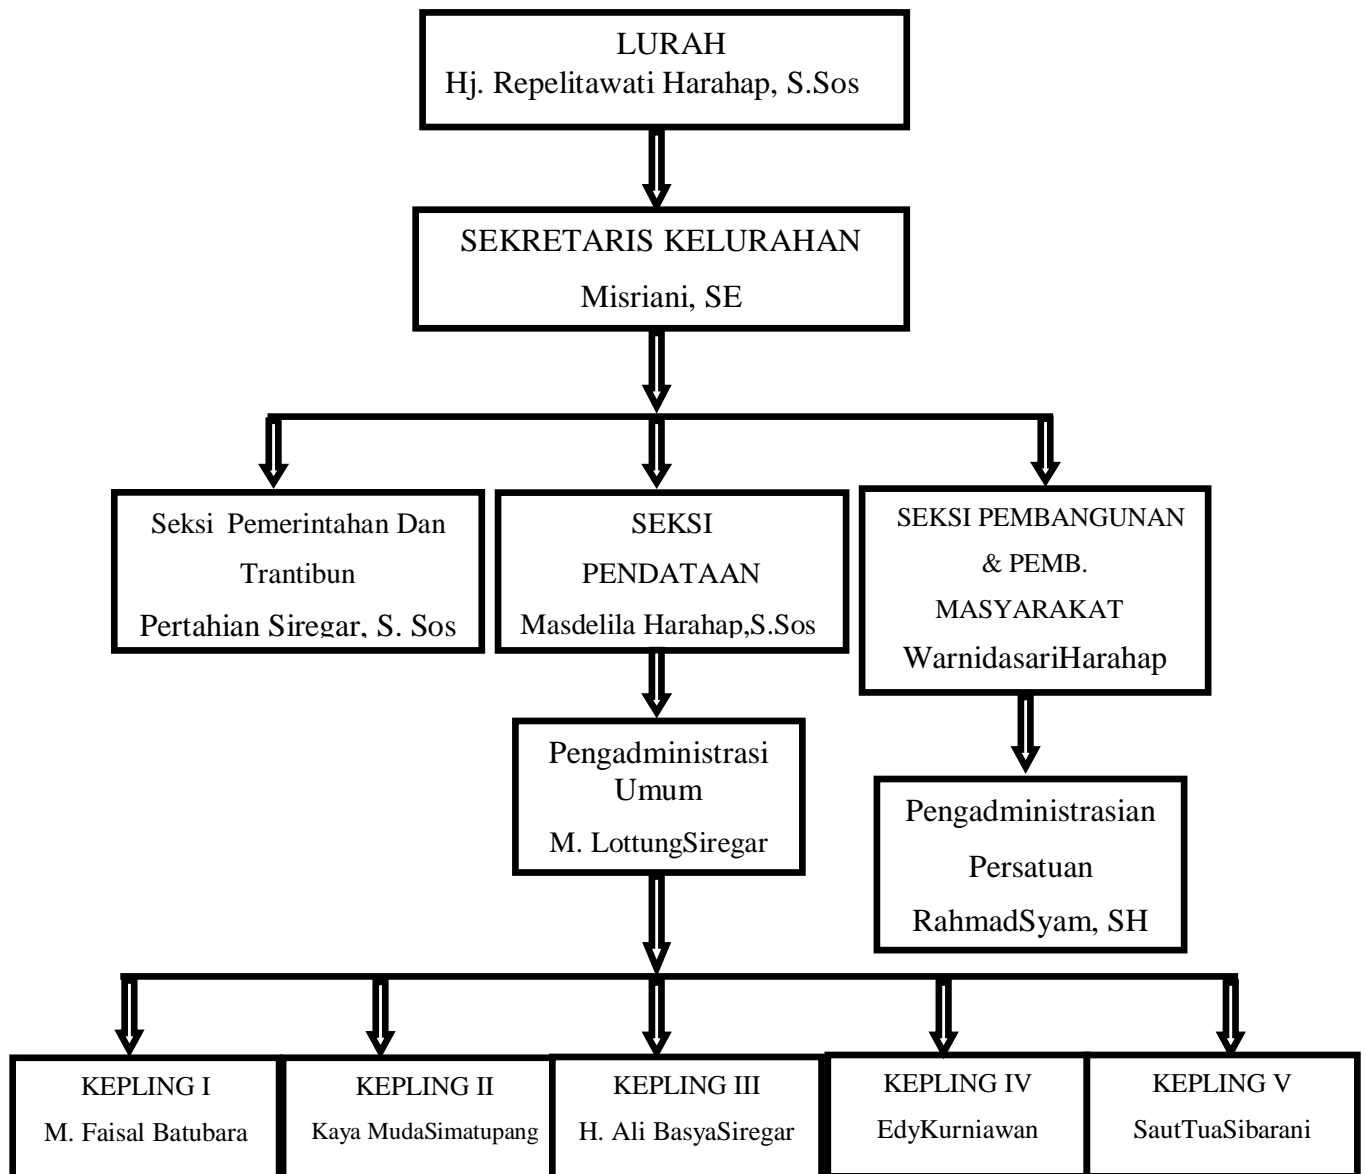 LURAH
Hj. Repelitawati Harahap, S.Sos
SEKRETARIS KELURAHAN
Misriani, SE
Seksi Pemerintahan Dan
Trantibun
Pertahian Siregar, S. Sos
SEKSI
PENDATAAN
Masdelila Harahap,S.Sos
SEKSI PEMBANGUNAN
& PEMB.
MASYARAKAT
WarnidasariHarahap
Pengadministrasi
Umum
M. LottungSiregar
Pengadministrasian
Persatuan
RahmadSyam, SH
KEPLING I
M. Faisal Batubara
KEPLING II
Kaya MudaSimatupang
KEPLING III
H. Ali BasyaSiregar
KEPLING IV
EdyKurniawan
KEPLING V
SautTuaSibarani